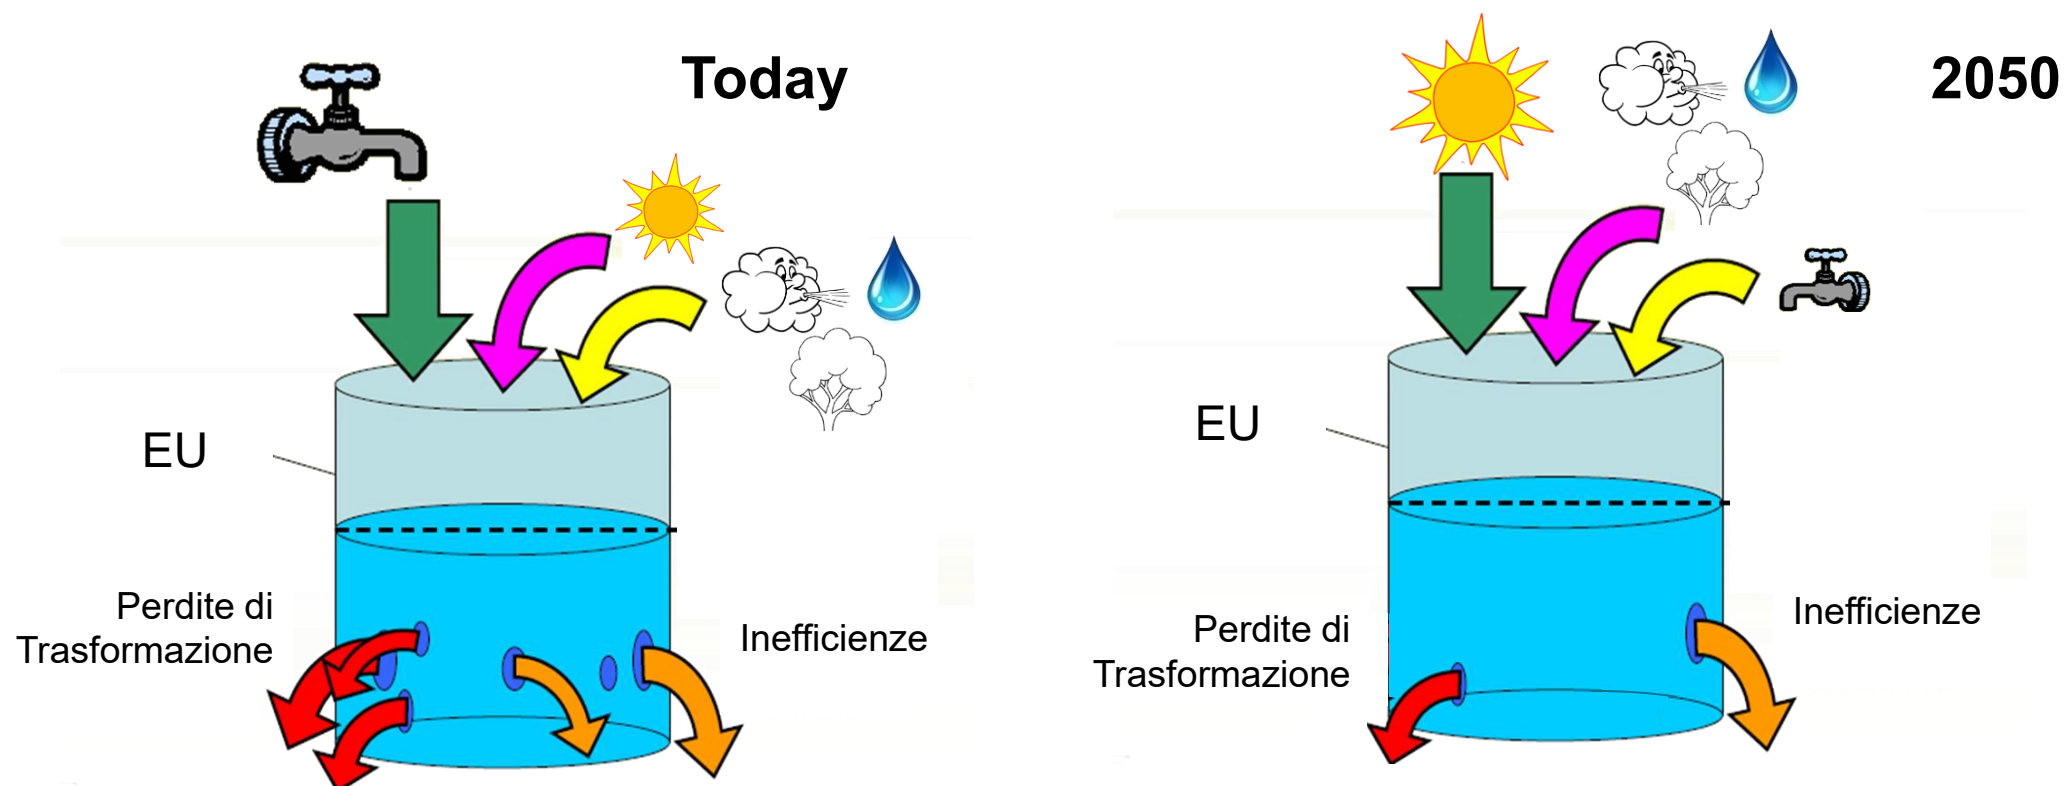 Today
EU
Perdite di
Trasformazione
Inefficienze
2050
EU
Perdite di
Trasformazione
Inefficienze